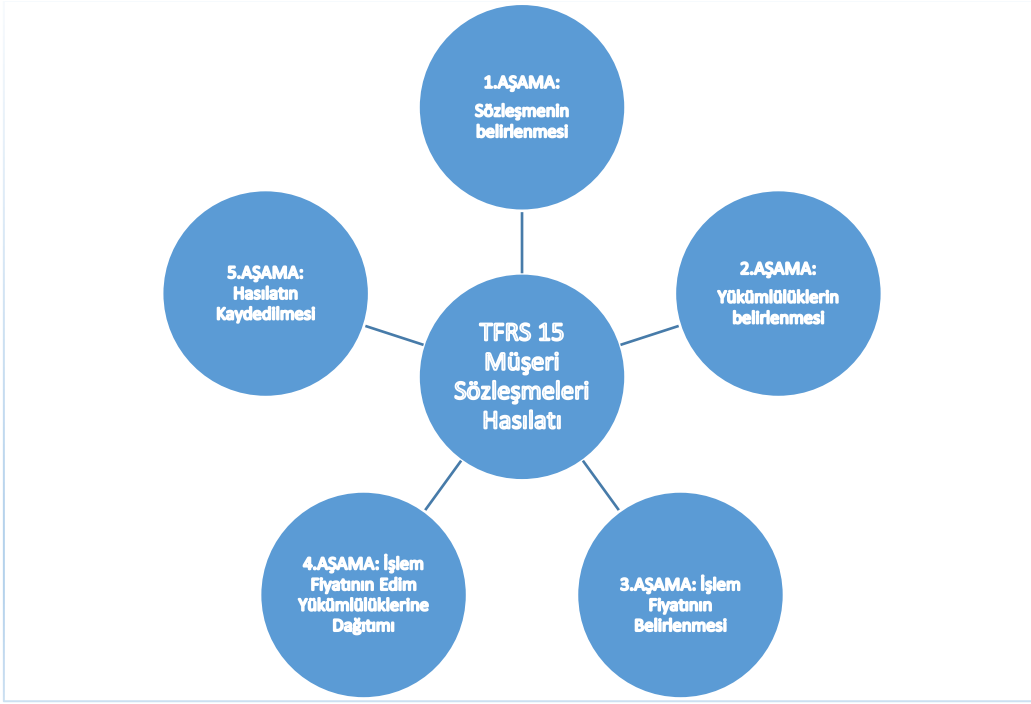 1.AŞAMA:
Sözleşmenin
belirlenmesi
2.AŞAMA:
Yükümlülüklerin
belirlenmesi
3.AŞAMA: İşlem
Fiyatının
Belirlenmesi
4.AŞAMA: İşlem
Fiyatının Edim
Yükümlülüklerine
Dağıtımı
5.AŞAMA:
Hasılatın
Kaydedilmesi
TFRS 15
Müşeri
Sözleşmeleri
Hasılatı